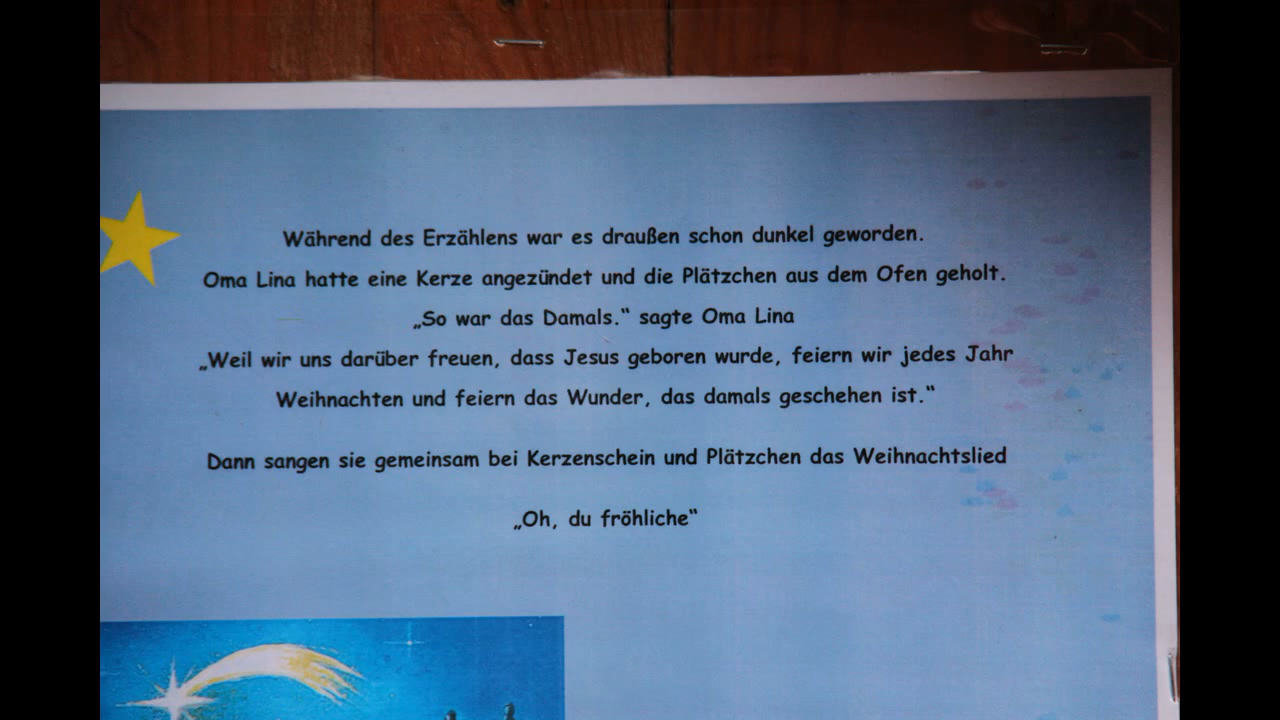 Während des Erzählens war es draußen schon dunkel geworden.
Oma Lina hatte eine Kerze angezündet und die Plätzchen aus dem Ofen geholt.
„So war das Damals.“ sagte Oma Lina
„Weil wir uns darüber freuen, dass Jesus geboren wurde, feiern wir jedes Jahr
Weihnachten und feiern das Wunder, das damals geschehen ist.“
Dann sangen sie gemeinsam bei Kerzenschein und Plätzchen das Weihnachtslied
„Oh, du fröhliche“